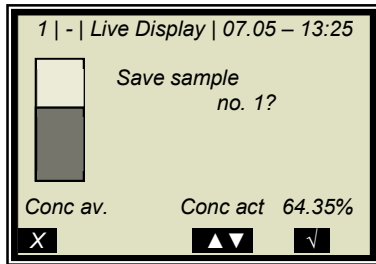 1 | - | Live Display | 07.05 – 13:25
Save sample
no. 1?
Conc av. Conc act 64.35%
X ▲▼ √